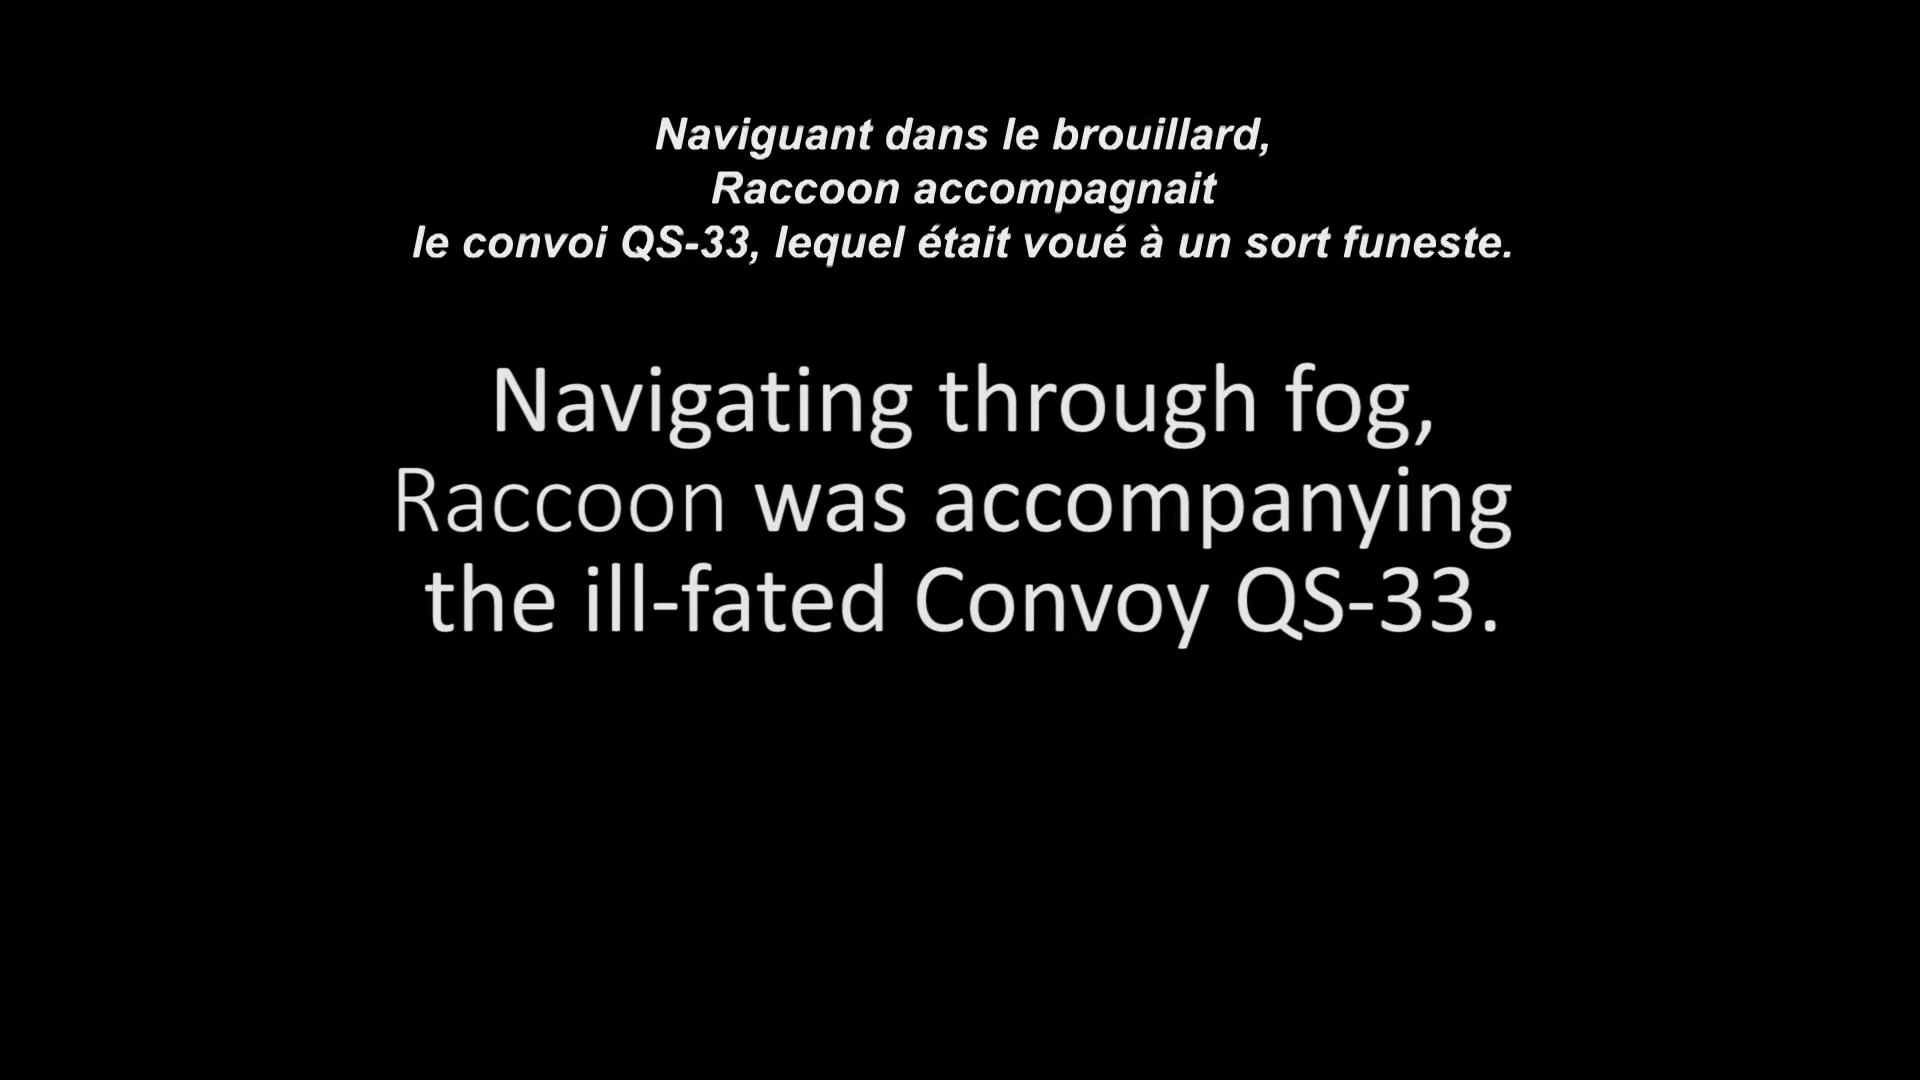 Naviguant dans le brouillard,
Raccoon accompagnait
le convoi QS-33, lequel était voué à un sort funeste.
Navigating through fog,
Raccoon was accompanying
the ill-fated Convoy QS-33.